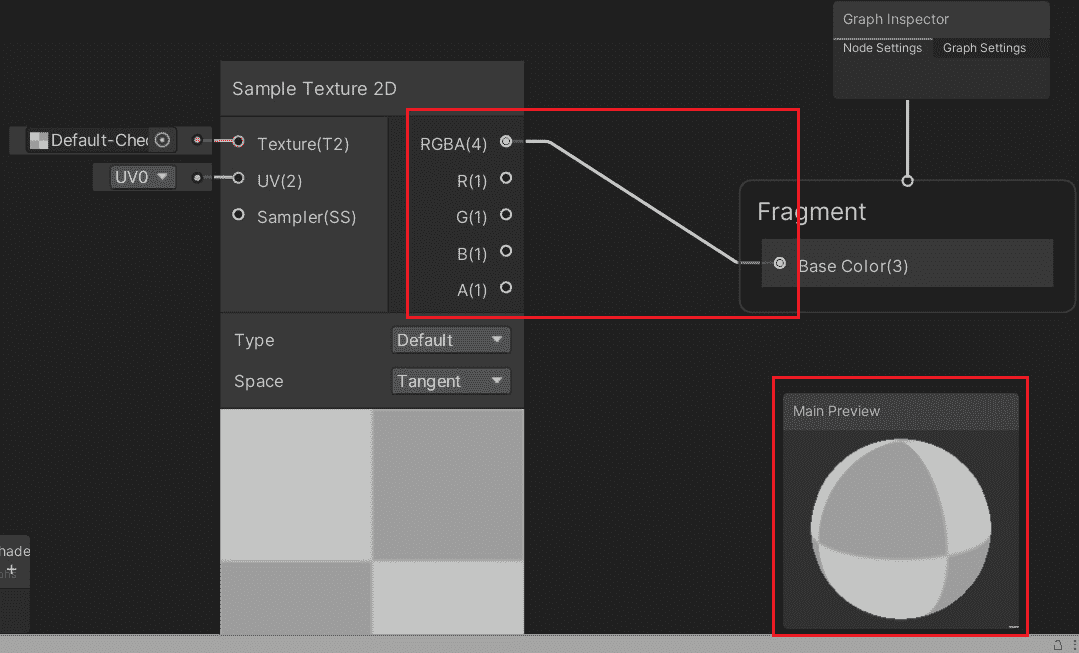 Graph Inspector
Node Settings Graph Settings
Sample Texture 2D
Default-Che
Texture(T2)
UV0
UV(2)
Sampler(SS)
RGBA(4)
R(1)
G(1)
B(1)
A(1)
Fragment
Base Color(3)
Type Default
Space Tangent
Main Preview
hade
+